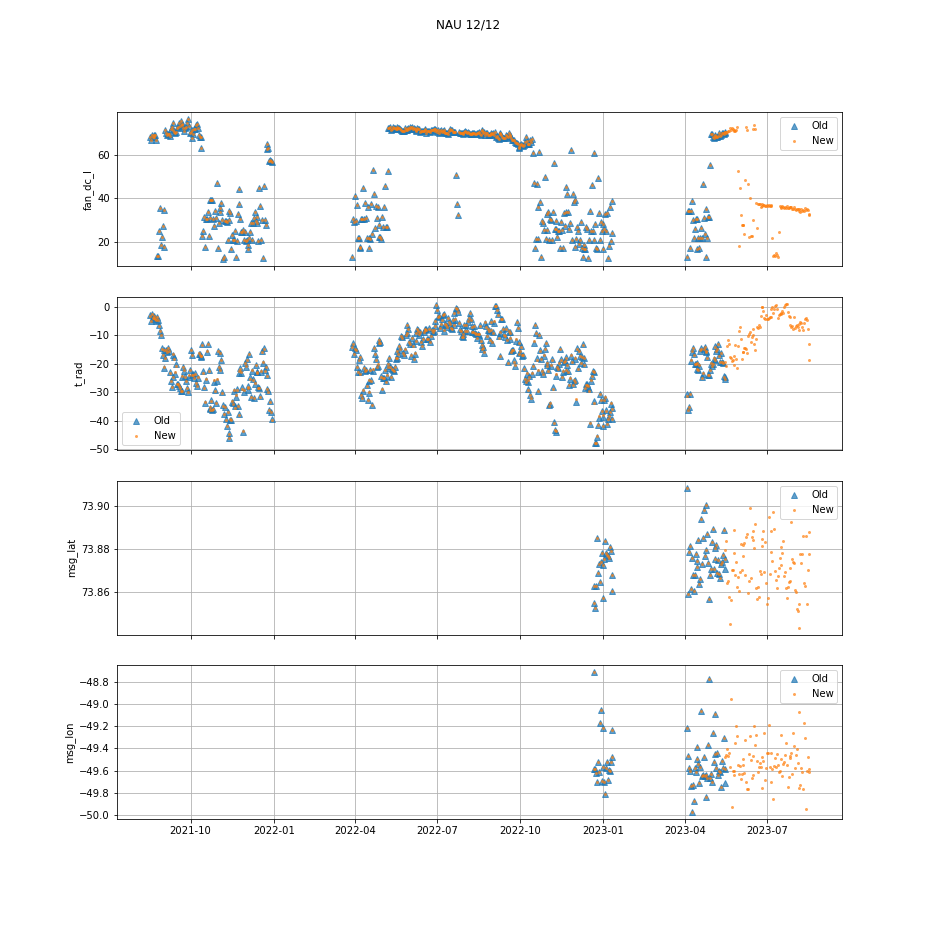 NAU 12/12
fan_dc_I
60
40
20
Old
New
t_rad
0
−10
−20
−30
−40
−50
Old
New
msg_lat
73.90
73.88
73.86
Old
New
msg_lon
−48.8
−49.0
−49.2
−49.4
−49.6
−49.8
−50.0
Old
New
2021-10 2022-01 2022-04 2022-07 2022-10 2023-01 2023-04 2023-07